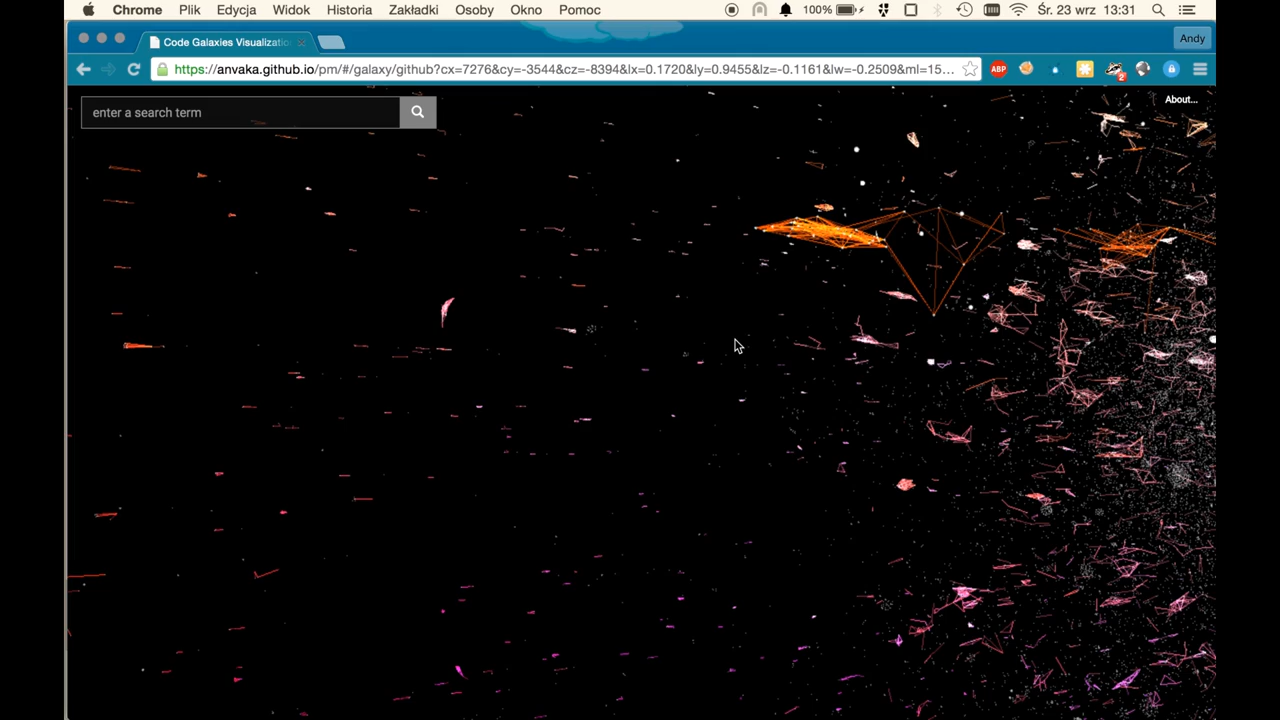 Chrome Plik Edycja Widok Historia Zakładki Osoby Okno Pomoc 100% Śr. 23 wrz 13:31
Code Galaxies Visualizatio
Andy
https://anvaka.github.io/pm/#/galaxy/github?cx=7276&cy=-3544&cz=-8394&lx=0.1720&ly=0.9455&lz=-0.1161&lw=-0.2509&ml=15... ABP 2
enter a search term
About...